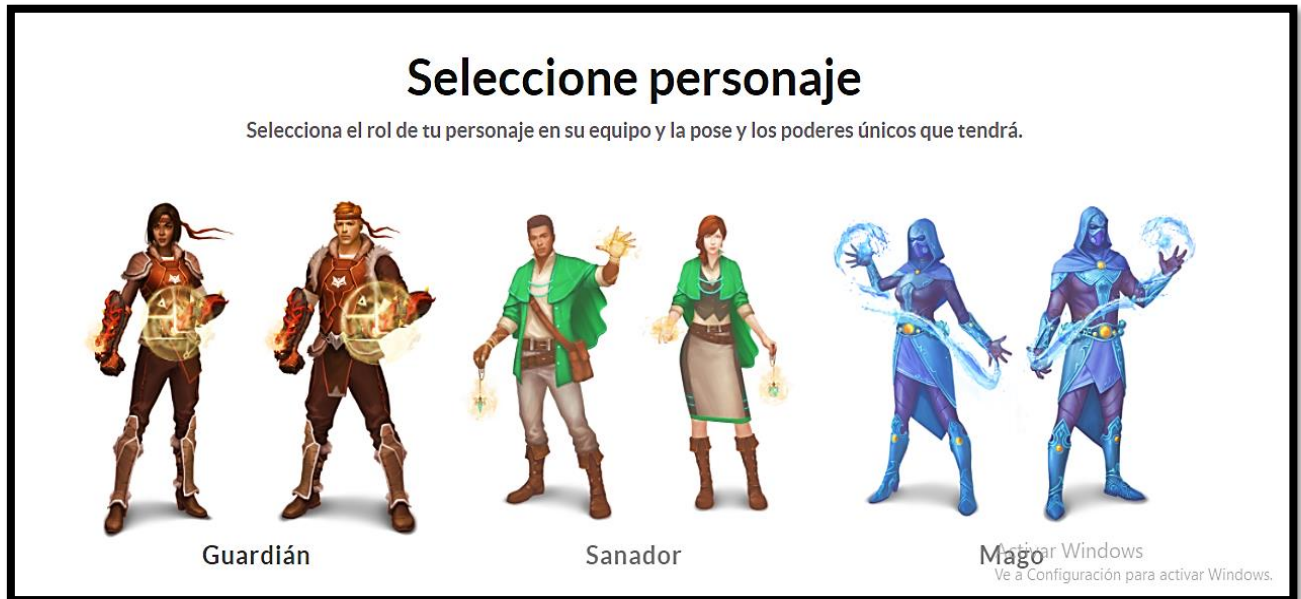 Seleccione personaje
Selecciona el rol de tu personaje en su equipo y la pose y los poderes únicos que tendrá.
Guardián
Sanador
Mago
Activar Windows
Ve a Configuración para activar Windows.